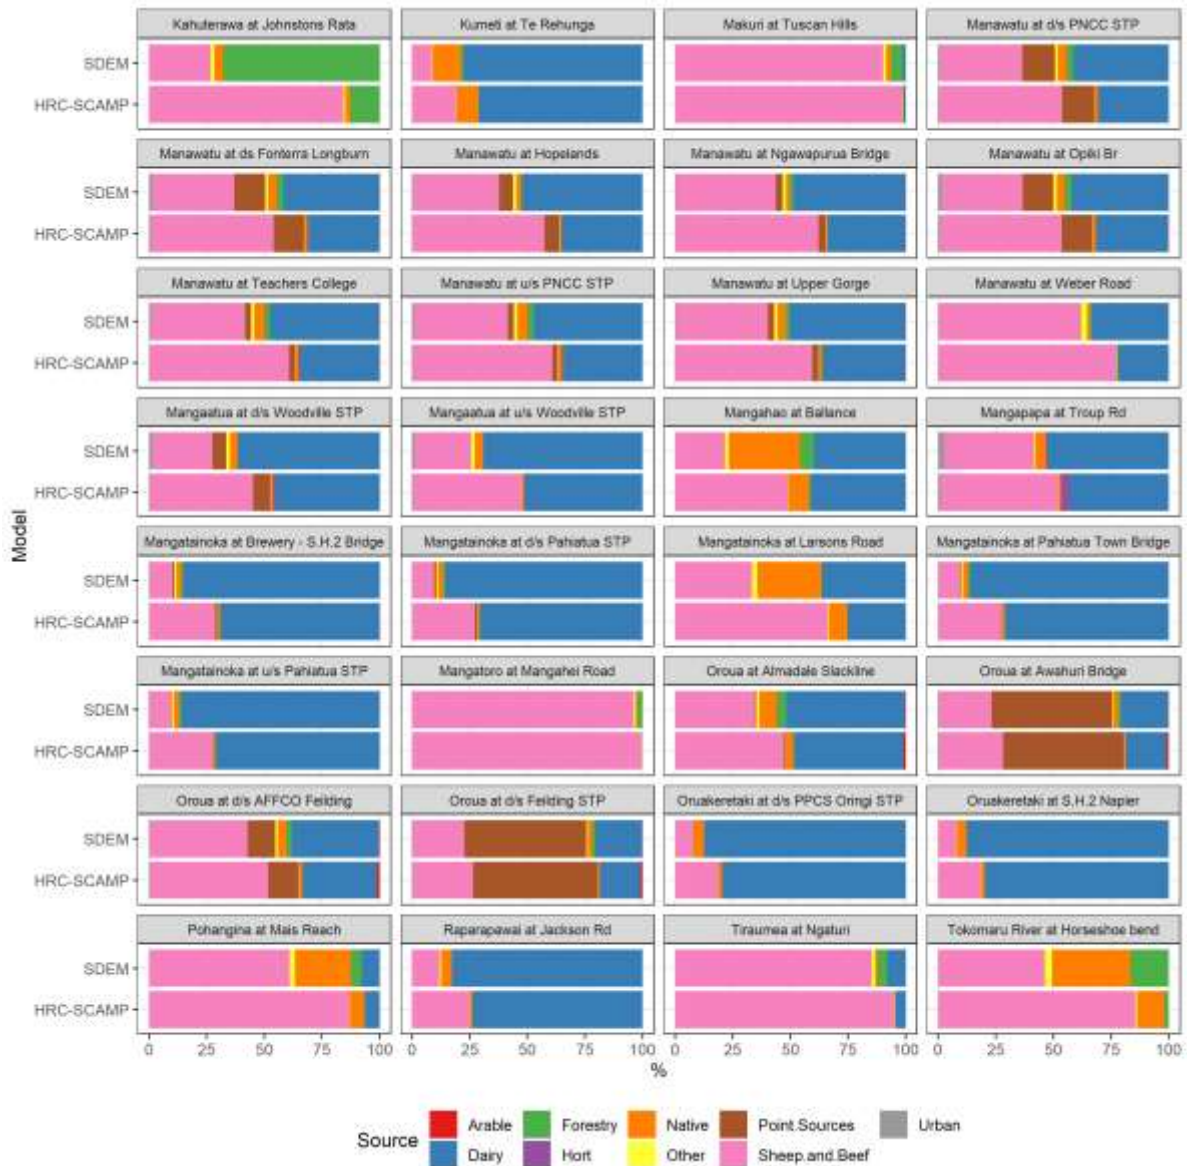 Kahuterawa at Johnstons Rata
Kumeti at Te Rehunga
Makuri at Tuscan Hills
Manawatu at d/s PNCC STP
SDEM
HRC-SCAMP
Manawatu at ds Fonterra Longburn
Manawatu at Hopelands
Manawatu at Ngawapurua Bridge
Manawatu at Opiki Br
SDEM
HRC-SCAMP
Manawatu at Teachers College
Manawatu at u/s PNCC STP
Manawatu at Upper Gorge
Manawatu at Weber Road
SDEM
HRC-SCAMP
Mangaatua at d/s Woodville STP
Mangaatua at u/s Woodville STP
Mangahao at Ballance
Mangapapa at Troup Rd
SDEM
HRC-SCAMP
Mangatainoka at Brewery - S.H.2 Bridge
Mangatainoka at d/s Pahiatua STP
Mangatainoka at Larsons Road
Mangatainoka at Pahiatua Town Bridge
SDEM
HRC-SCAMP
Mangatainoka at u/s Pahiatua STP
Mangatoro at Mangahei Road
Oroua at Almadale Slackline
Oroua at Awahuri Bridge
SDEM
HRC-SCAMP
Oroua at d/s AFFCO Feilding
Oroua at d/s Feilding STP
Oruakeretaki at d/s PPCS Oringi STP
Oruakeretaki at S.H.2 Napier
SDEM
HRC-SCAMP
Pohangina at Mais Reach
Raparapawai at Jackson Rd
Tiraumea at Ngaturi
Tokomaru River at Horseshoe bend
SDEM
HRC-SCAMP
0 25 50 75 100
0 25 50 75 100
0 25 50 75 100
0 25 50 75 100
Model
%
Source
Arable
Forestry
Native
Point.Sources
Urban
Dairy
Hort
Other
Sheep.and.Beef